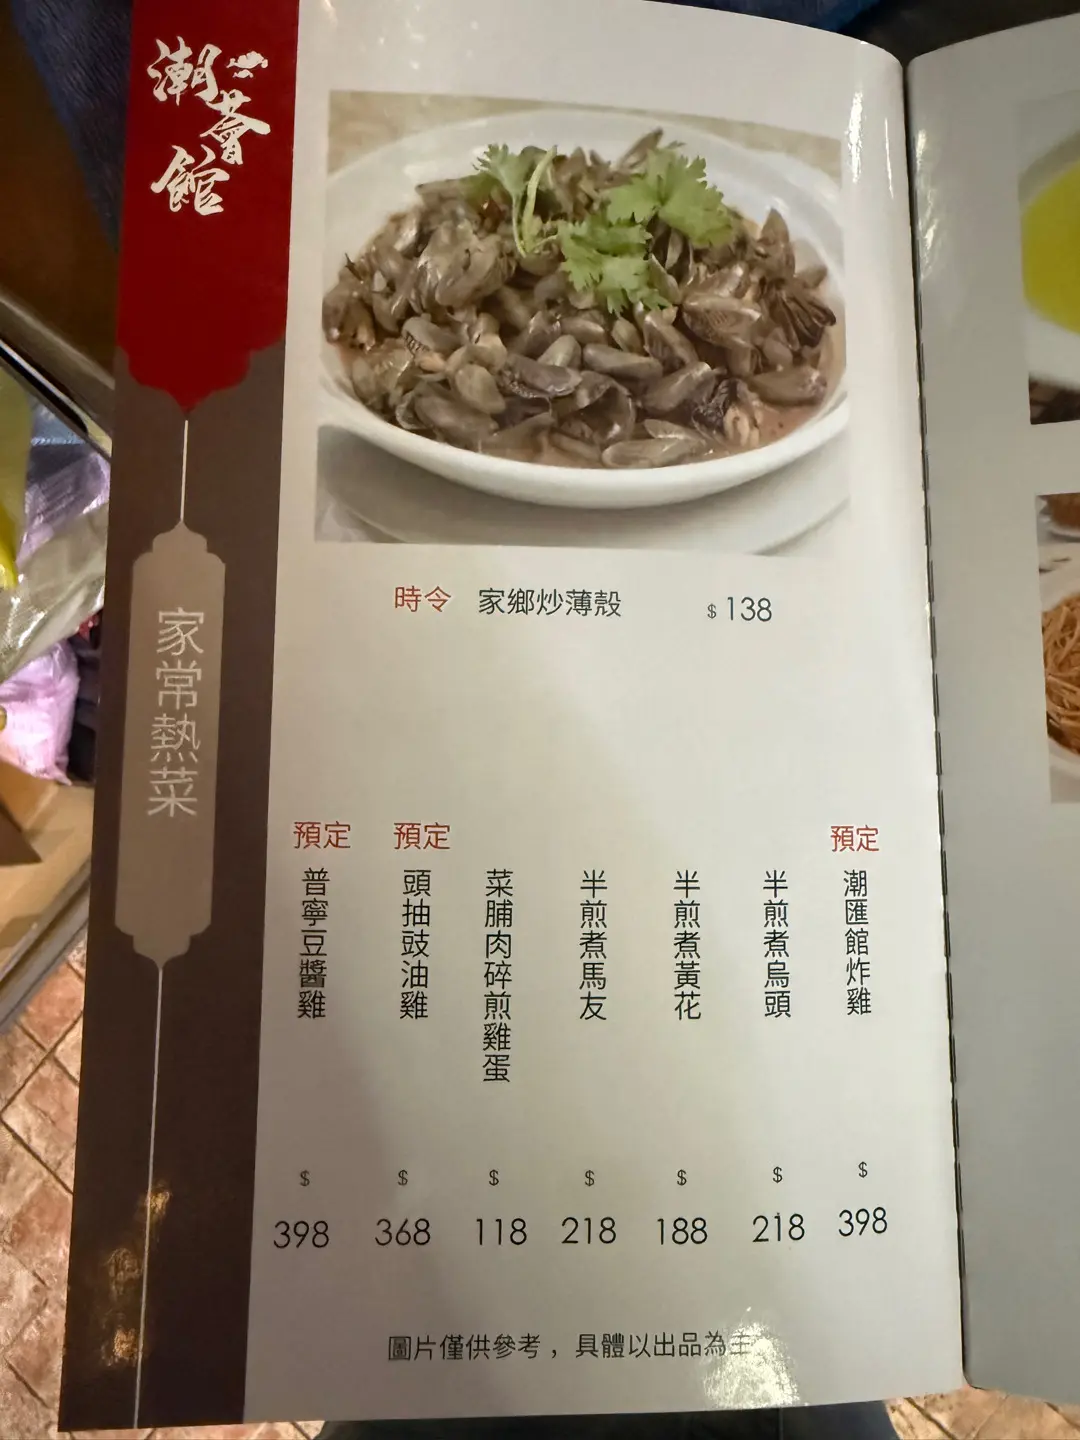 潮薈館
家常熱菜
時令 家鄉炒薄殼 $138
預定 潮匯館炸雞 $398
半煎煮烏頭 $218
半煎煮黃花 $188
半煎煮馬友 $218
菜脯肉碎煎雞蛋 $118
預定 頭抽豉油雞 $368
預定 普寧豆醬雞 $398
圖片僅供參考，具體以出品為主